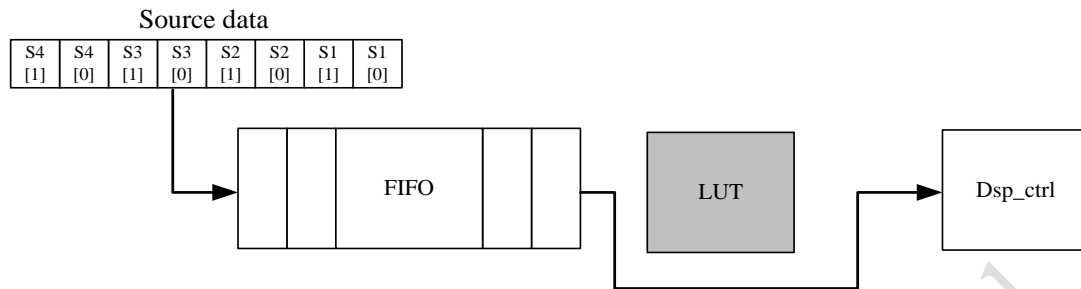 Source data
S4 S4 S3 S3 S2 S2 S1 S1
[1] [0] [1] [0] [1] [0] [1] [0]
FIFO LUT Dsp_ctrl